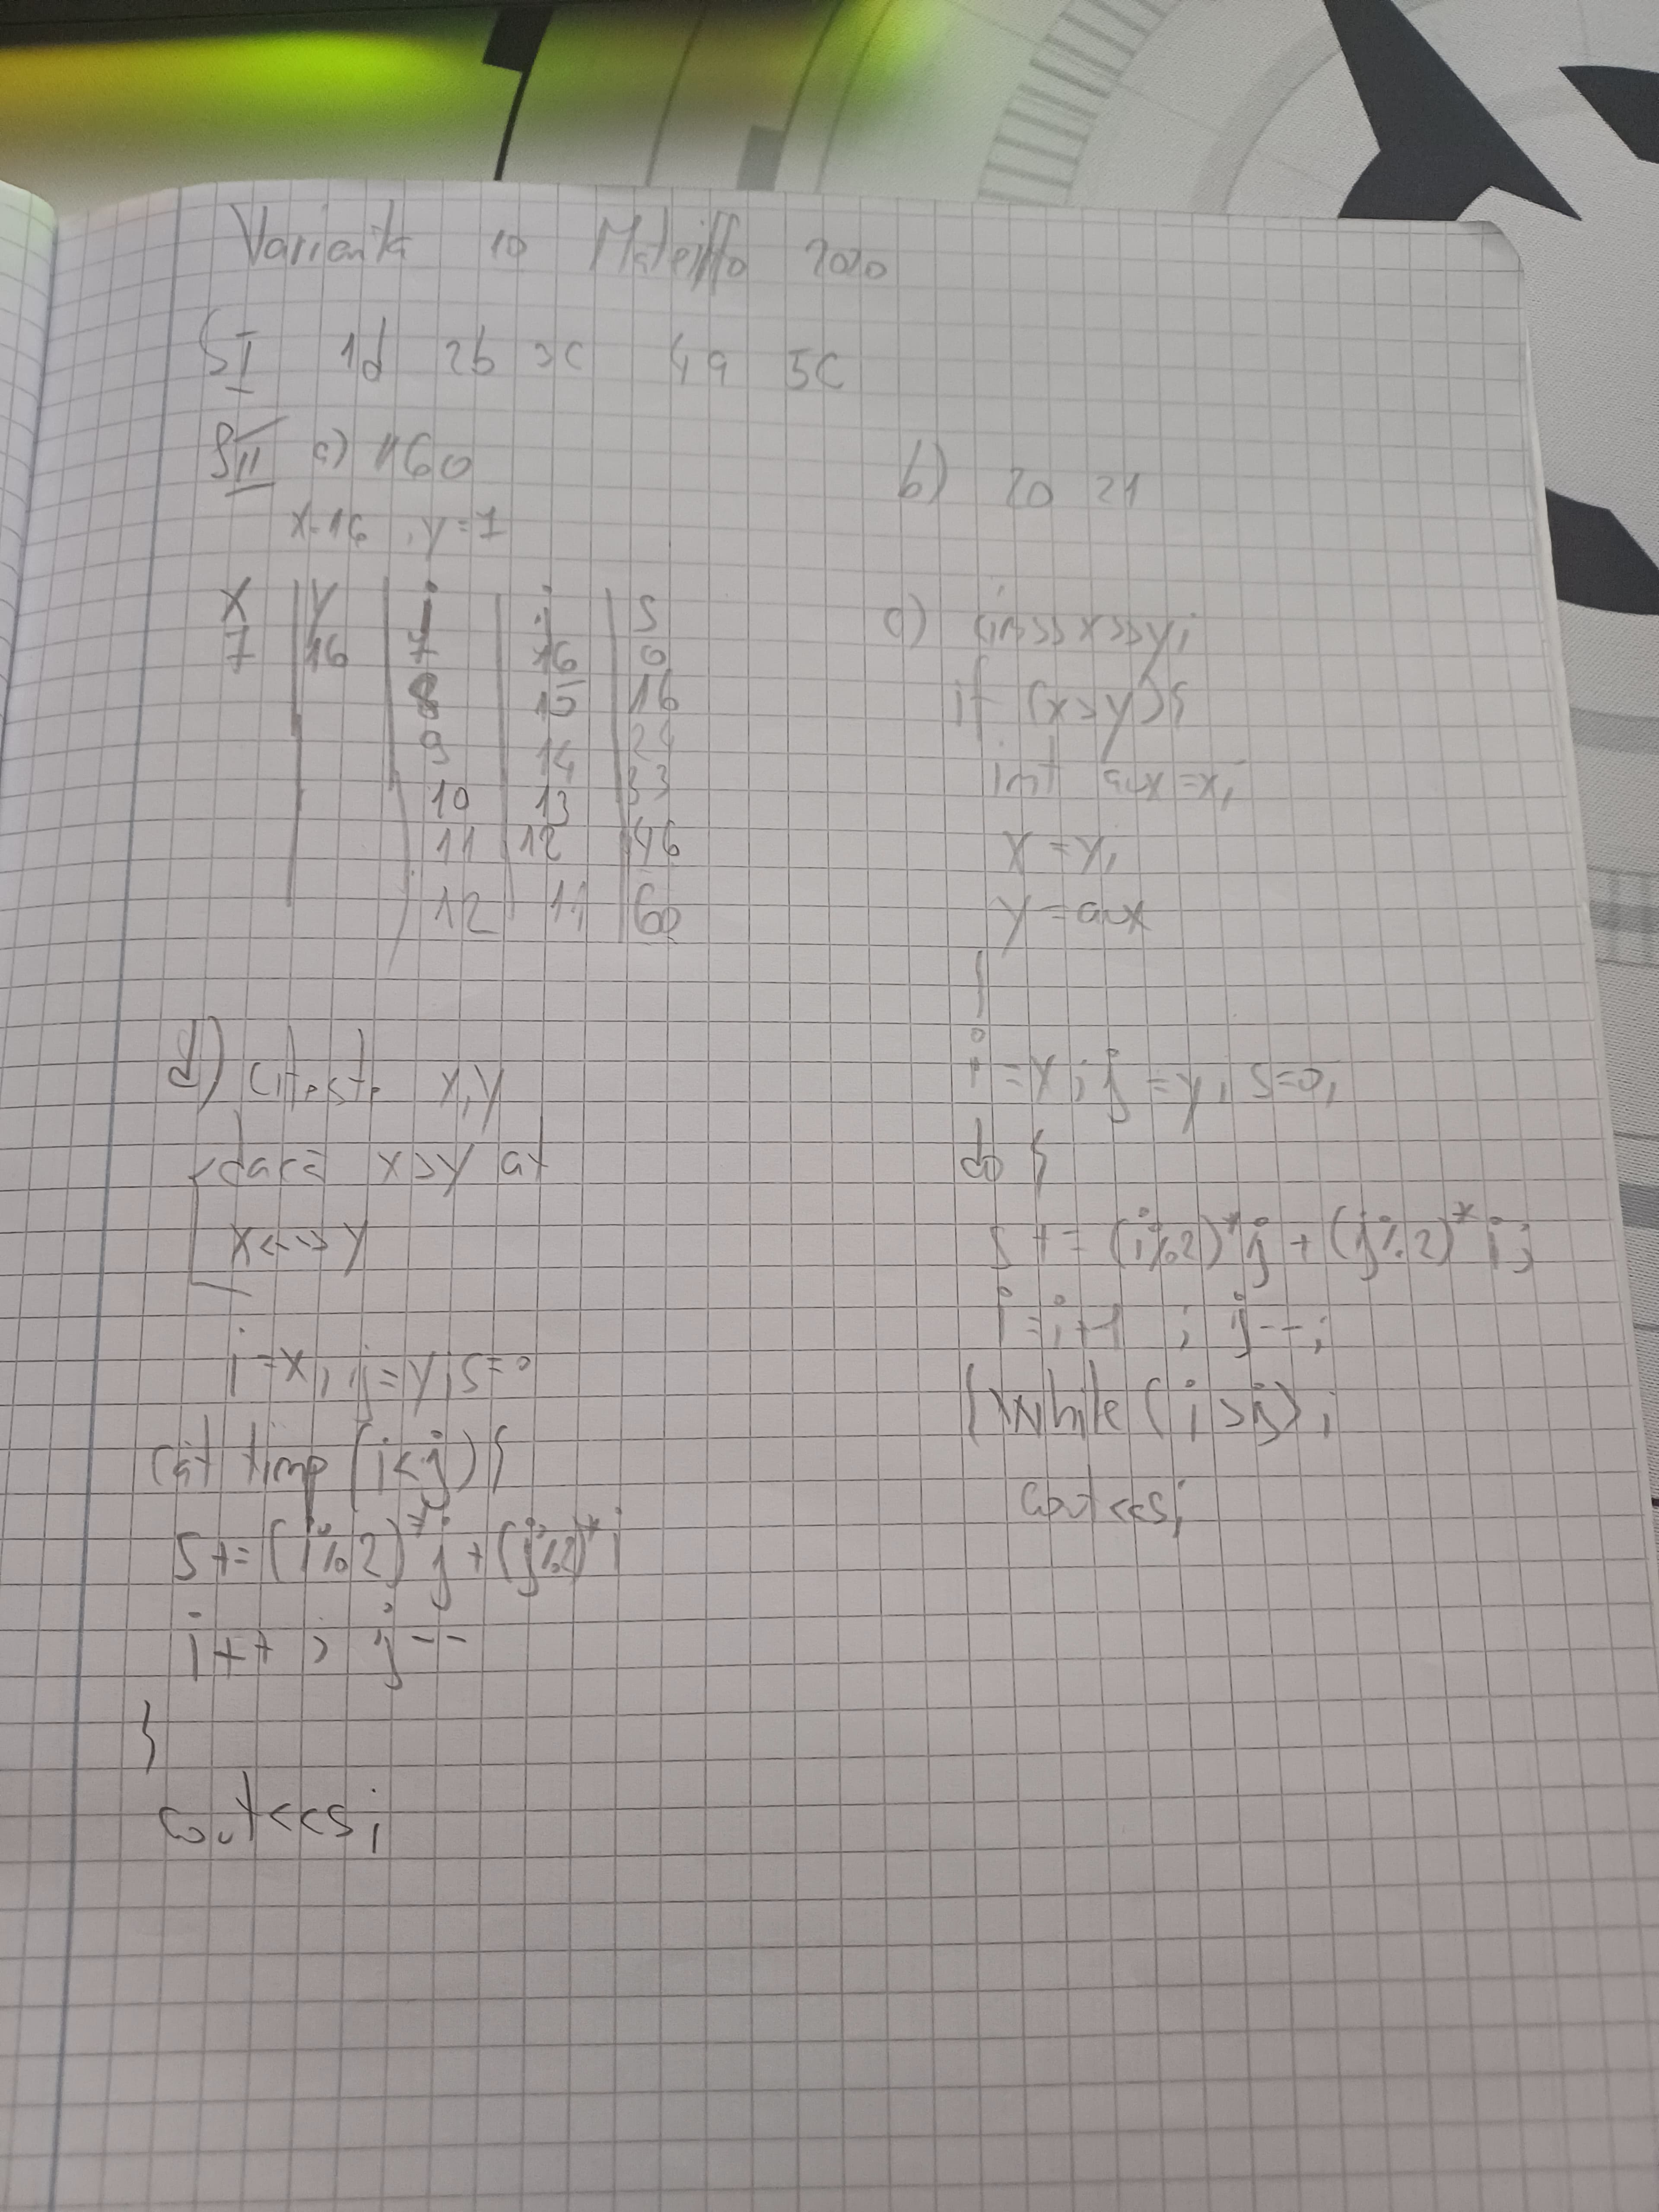 Varianta 10 Mateinfo 2020
SI 1d 2b 3c 4a 5c
SII a) 160
x=16, y=7
x y i j s
7 16 7 16 0
8 15 16
9 14 24
10 13 33
11 12 46
12 11 60
b) 20 21
c) cin>>x>>y;
if (x>y){
int aux=x;
x=y;
y=aux
}
i=x; j=y, s=0;
do {
s+=(i%2)*j+(j%2)*i;
i=i+1; j--;
}while(i>j);
cout<<s;
d) citeste x,y
daca x>y at
x<->y
i=x, j=y, s=0
cat timp (i<j){
s+=(i%2)*j+(j%2)*i
i++; j--
}
cout<<s;